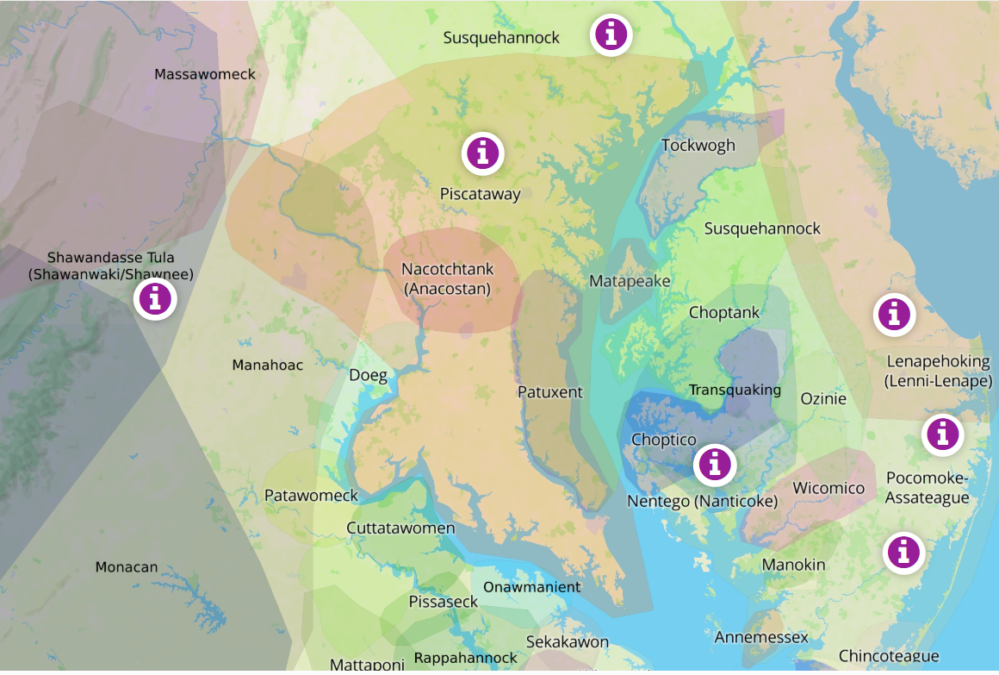 Susquehannock
Massawomeck
Tockwogh
Piscataway
Susquehannock
Shawandasse Tula
(Shawanwaki/Shawnee)
Nacotchtank
(Anacostan)
Matapeake
Choptank
Manahoac
Doeg
Lenapehoking
(Lenni-Lenape)
Patuxent
Transquaking
Ozinie
Choptico
Pocomoke-
Assateague
Patawomeck
Nentego (Nanticoke)
Wicomico
Cuttatawomen
Monacan
Manokin
Onawmanient
Pissaseck
Sekakawon
Annemessex
Rappahannock
Chincoteague
Mattaponi